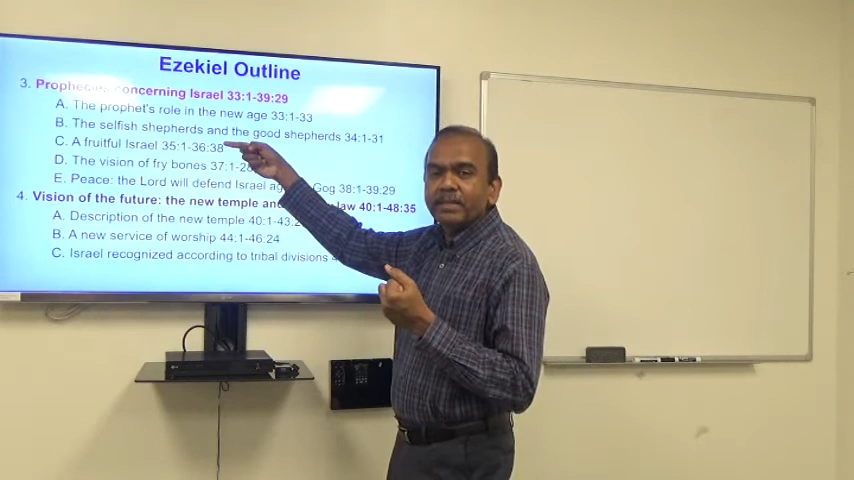 Ezekiel Outline
3. Prophecies concerning Israel 33:1-39:29
A. The prophet's role in the new age 33:1-33
B. The selfish shepherds and the good shepherds 34:1-31
C. A fruitful Israel 35:1-36:38
D. The vision of fry bones 37:1-28
E. Peace: the Lord will defend Israel Gog 38:1-39:29
4. Vision of the future: the new temple and law 40:1-48:35
A. Description of the new temple 40:1-43:
B. A new service of worship 44:1-46:24
C. Israel recognized according to tribal divisions